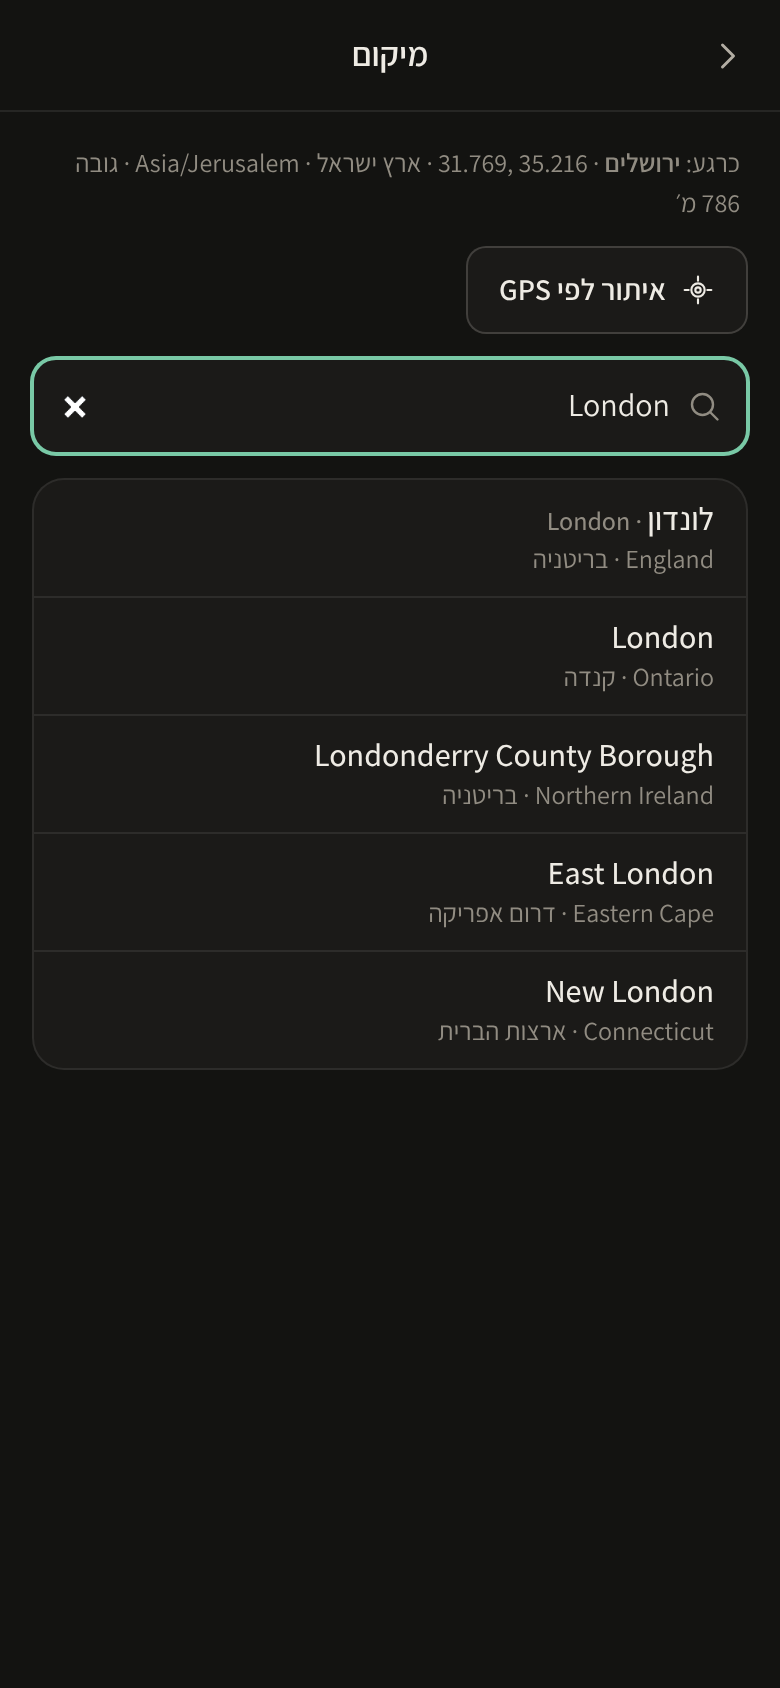 מיקום
כרגע: ירושלים · 31.769, 35.216 · ארץ ישראל · Asia/Jerusalem · גובה
786 מ׳
איתור לפי GPS
London
לונדון · London
England · בריטניה
London
Ontario · קנדה
Londonderry County Borough
Northern Ireland · בריטניה
East London
Eastern Cape · דרום אפריקה
New London
Connecticut · ארצות הברית